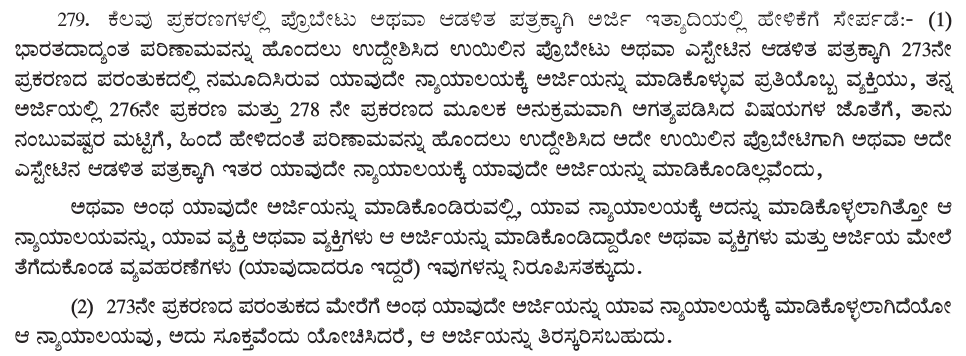 279. ಕೆಲವು ಪ್ರಕರಣಗಳಲ್ಲಿ ಪ್ರೊಬೇಟು ಅಥವಾ ಆಡಳಿತ ಪತ್ರಕ್ಕಾಗಿ ಅರ್ಜಿ ಇತ್ಯಾದಿಯಲ್ಲಿ ಹೇಳಿಕೆಗೆ ಸೇರ್ಪಡೆ:- (1)
ಭಾರತದಾದ್ಯಂತ ಪರಿಣಾಮವನ್ನು ಹೊಂದಲು ಉದ್ದೇಶಿಸಿದ ಉಯಿಲಿನ ಪ್ರೊಬೇಟು ಅಥವಾ ಎಸ್ಟೇಟಿನ ಆಡಳಿತ ಪತ್ರಕ್ಕಾಗಿ 273ನೇ
ಪ್ರಕರಣದ ಪರಂತುಕದಲ್ಲಿ ನಮೂದಿಸಿರುವ ಯಾವುದೇ ನ್ಯಾಯಾಲಯಕ್ಕೆ ಅರ್ಜಿಯನ್ನು ಮಾಡಿಕೊಳ್ಳುವ ಪ್ರತಿಯೊಬ್ಬ ವ್ಯಕ್ತಿಯು, ತನ್ನ
ಅರ್ಜಿಯಲ್ಲಿ 276ನೇ ಪ್ರಕರಣ ಮತ್ತು 278 ನೇ ಪ್ರಕರಣದ ಮೂಲಕ ಅನುಕ್ರಮವಾಗಿ ಅಗತ್ಯಪಡಿಸಿದ ವಿಷಯಗಳ ಜೊತೆಗೆ, ತಾನು
ನಂಬುವಷ್ಟರ ಮಟ್ಟಿಗೆ, ಹಿಂದೆ ಹೇಳಿದಂತೆ ಪರಿಣಾಮವನ್ನು ಹೊಂದಲು ಉದ್ದೇಶಿಸಿದ ಅದೇ ಉಯಿಲಿನ ಪ್ರೊಬೇಟಿಗಾಗಿ ಅಥವಾ ಅದೇ
ಎಸ್ಟೇಟಿನ ಆಡಳಿತ ಪತ್ರಕ್ಕಾಗಿ ಇತರ ಯಾವುದೇ ನ್ಯಾಯಾಲಯಕ್ಕೆ ಯಾವುದೇ ಅರ್ಜಿಯನ್ನು ಮಾಡಿಕೊಂಡಿಲ್ಲವೆಂದು,
ಅಥವಾ ಅಂಥ ಯಾವುದೇ ಅರ್ಜಿಯನ್ನು ಮಾಡಿಕೊಂಡಿರುವಲ್ಲಿ, ಯಾವ ನ್ಯಾಯಾಲಯಕ್ಕೆ ಅದನ್ನು ಮಾಡಿಕೊಳ್ಳಲಾಗಿತ್ತೋ ಆ
ನ್ಯಾಯಾಲಯವನ್ನು, ಯಾವ ವ್ಯಕ್ತಿ ಅಥವಾ ವ್ಯಕ್ತಿಗಳು ಆ ಅರ್ಜಿಯನ್ನು ಮಾಡಿಕೊಂಡಿದ್ದಾರೋ ಅಥವಾ ವ್ಯಕ್ತಿಗಳು ಮತ್ತು ಅರ್ಜಿಯ ಮೇಲೆ
ತೆಗೆದುಕೊಂಡ ವ್ಯವಹರಣೆಗಳು (ಯಾವುದಾದರೂ ಇದ್ದರೆ) ಇವುಗಳನ್ನು ನಿರೂಪಿಸತಕ್ಕುದು.
(2) 273ನೇ ಪ್ರಕರಣದ ಪರಂತುಕದ ಮೇರೆಗೆ ಅಂಥ ಯಾವುದೇ ಅರ್ಜಿಯನ್ನು ಯಾವ ನ್ಯಾಯಾಲಯಕ್ಕೆ ಮಾಡಿಕೊಳ್ಳಲಾಗಿದೆಯೋ
ಆ ನ್ಯಾಯಾಲಯವು, ಅದು ಸೂಕ್ತವೆಂದು ಯೋಚಿಸಿದರೆ, ಆ ಅರ್ಜಿಯನ್ನು ತಿರಸ್ಕರಿಸಬಹುದು.